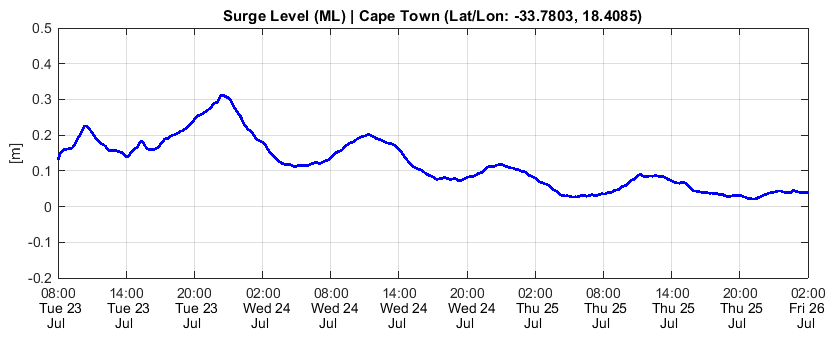 Surge Level (ML) | Cape Town (Lat/Lon: -33.7803, 18.4085)
0.5
0.4
0.3
0.2
0.1
0
-0.1
-0.2
[m]
08:00 14:00 20:00 02:00 08:00 14:00 20:00 02:00 08:00 14:00 20:00 02:00
Tue 23 Tue 23 Tue 23 Wed 24 Wed 24 Wed 24 Wed 24 Thu 25 Thu 25 Thu 25 Thu 25 Fri 26
Jul Jul Jul Jul Jul Jul Jul Jul Jul Jul Jul Jul